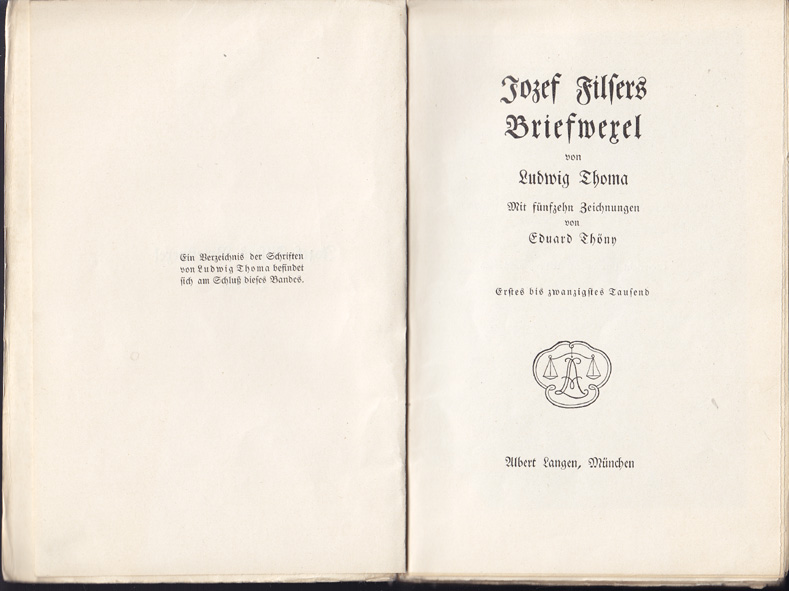 Ein Verzeichnis der Schriften
von Ludwig Thoma befindet
sich am Schluß dieses Bandes.
Jozef Filsers
Briefwexel
von
Ludwig Thoma
Mit fünfzehn Zeichnungen
von
Eduard Thöny
Erstes bis zwanzigstes Tausend
Albert Langen, München